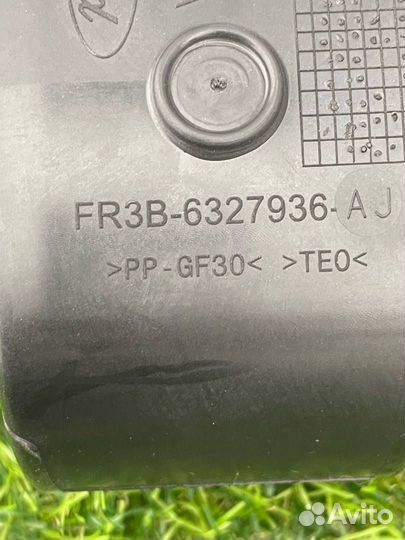 FR3B-6327936-AJ
>PP-GF30< >TEO<
Avito